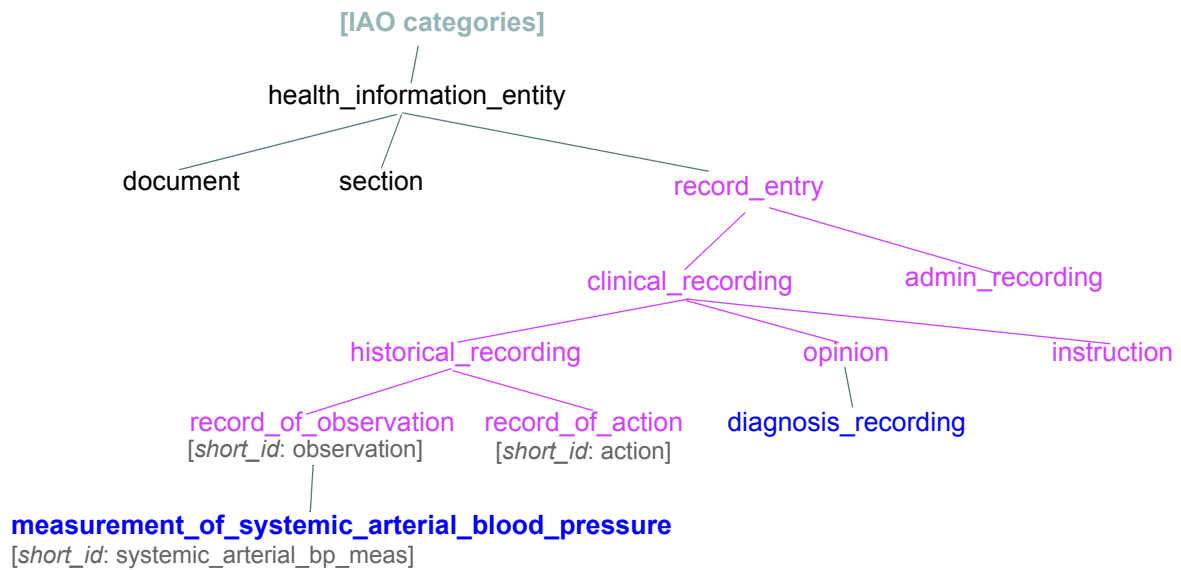 [IAO categories]
health_information_entity
document
section
record_entry
clinical_recording
admin_recording
historical_recording
opinion
instruction
record_of_observation
record_of_action
diagnosis_recording
[short_id: observation]
[short_id: action]
measurement_of_systemic_arterial_blood_pressure
[short_id: systemic_arterial_bp_meas]